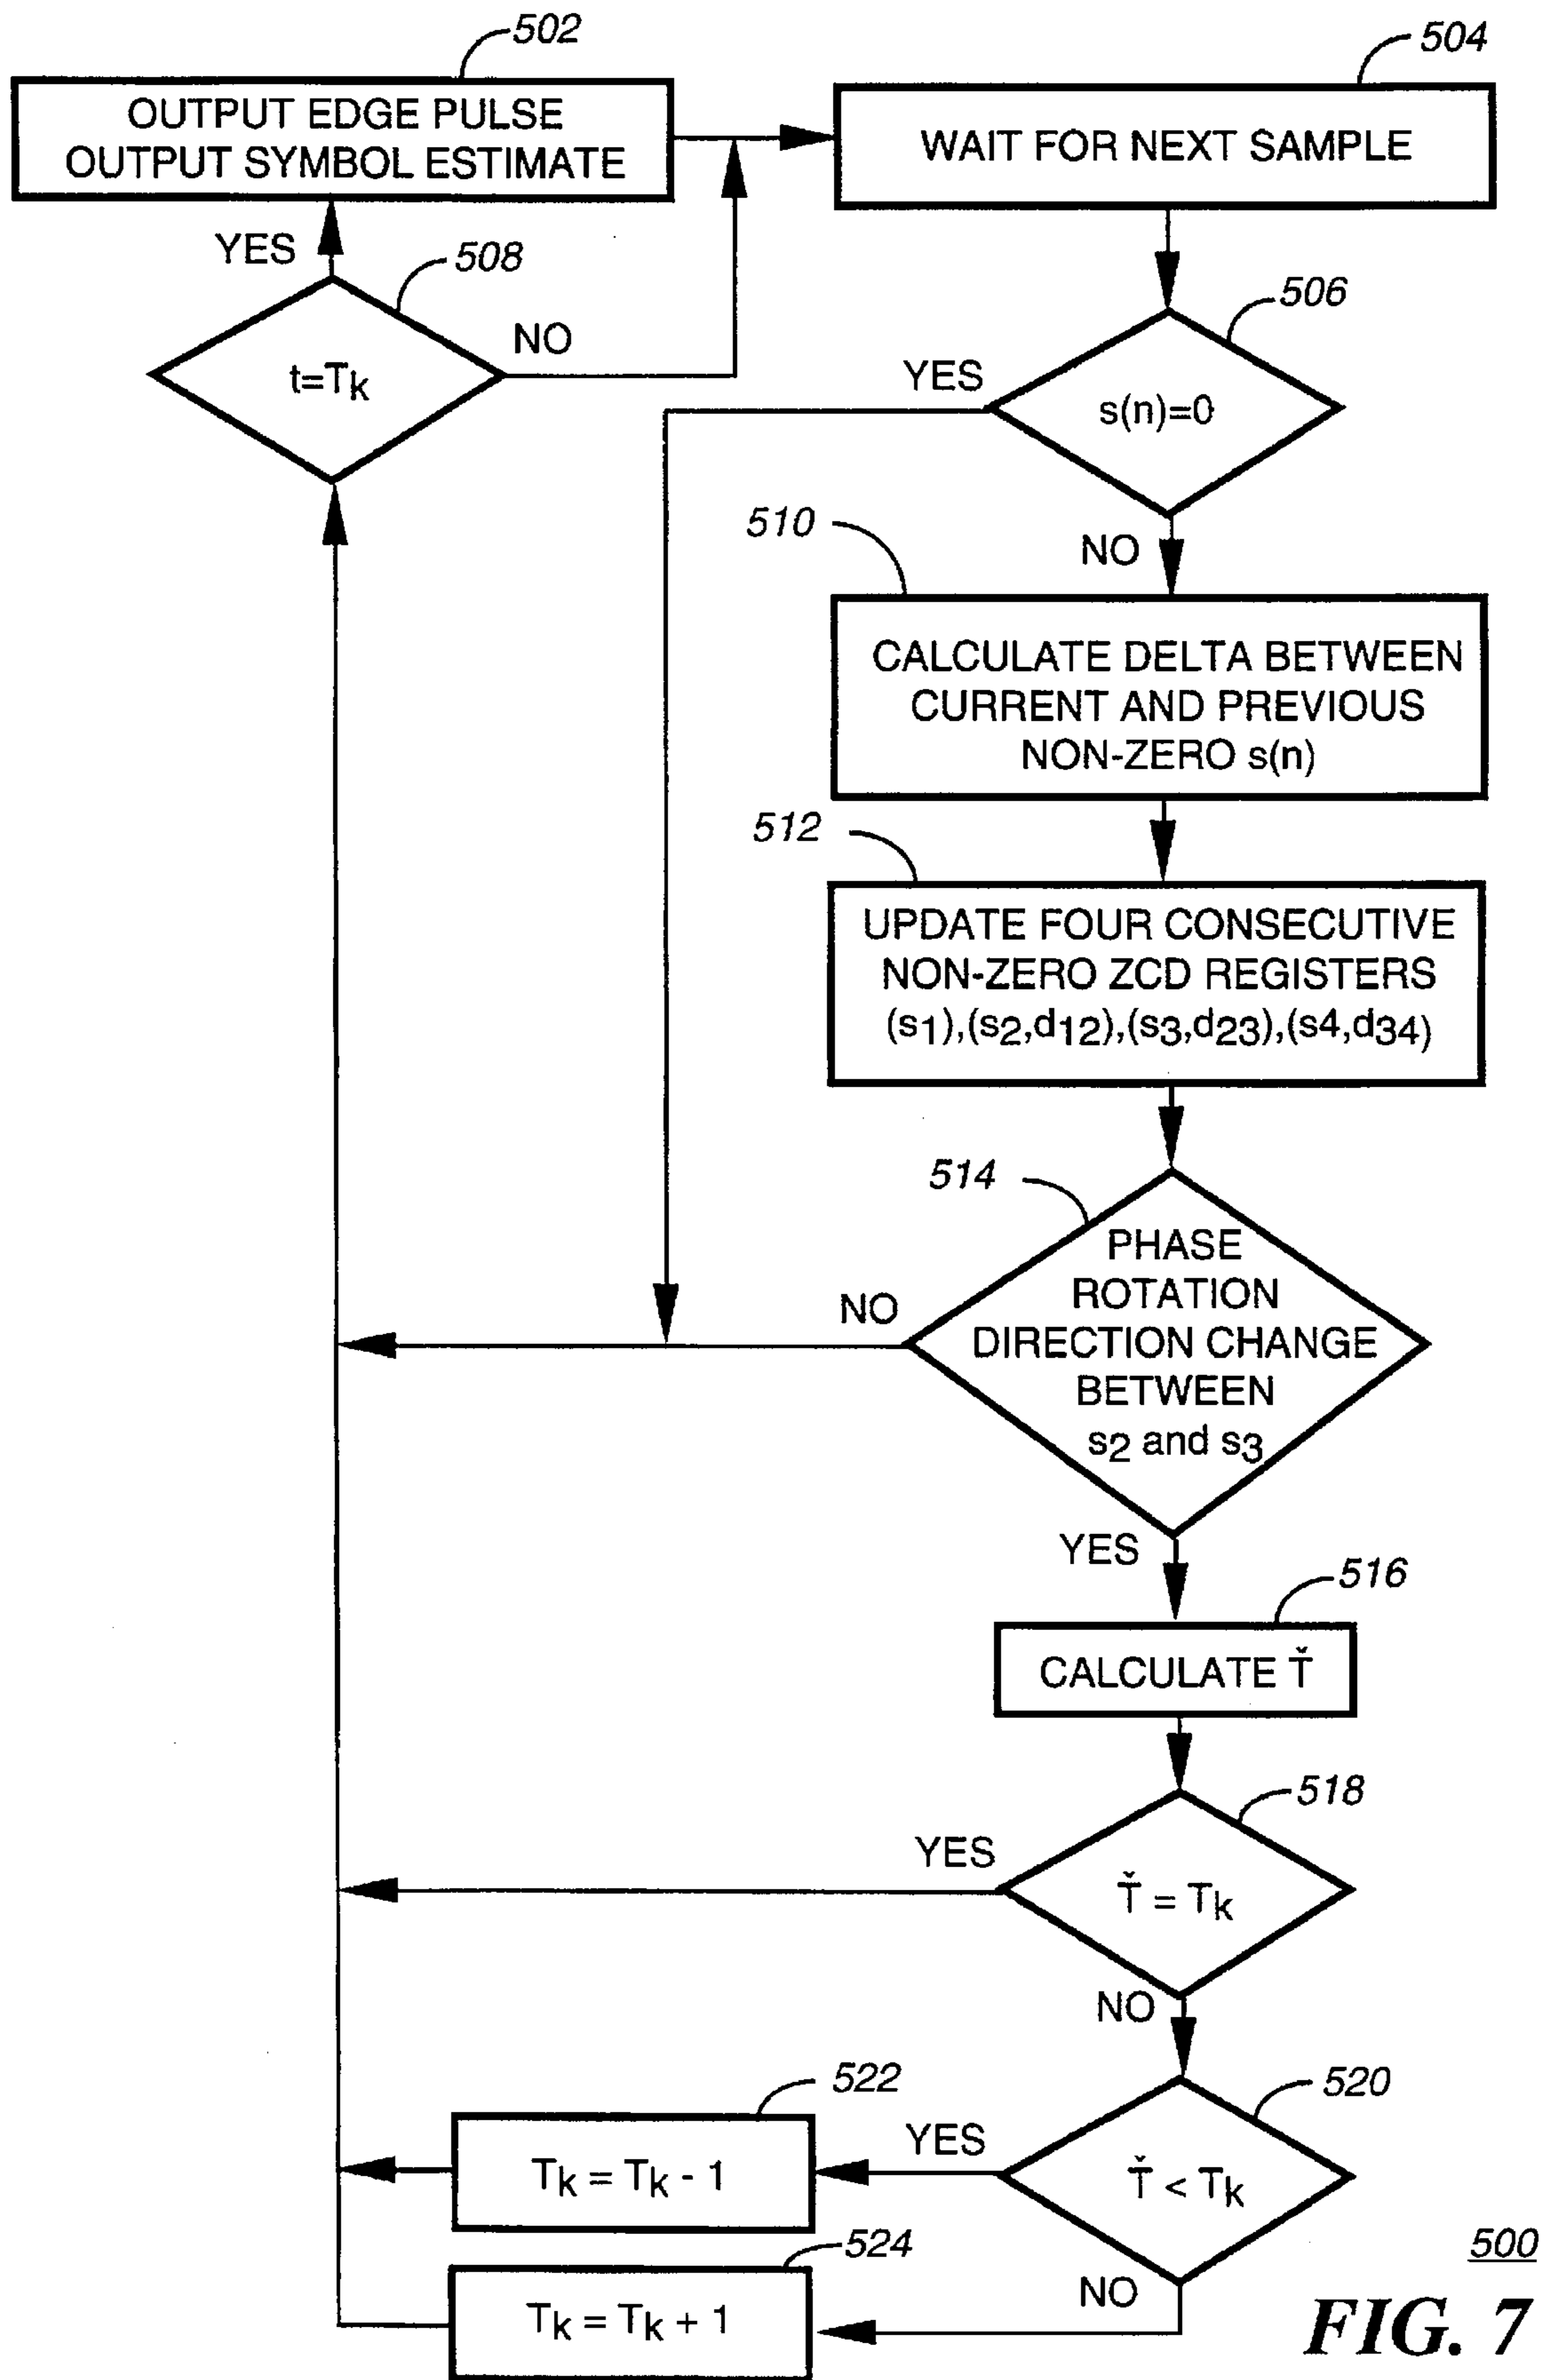 502
OUTPUT EDGE PULSE
OUTPUT SYMBOL ESTIMATE
504
WAIT FOR NEXT SAMPLE
YES
508
t=Tk
NO
506
YES
s(n)=0
NO
510
CALCULATE DELTA BETWEEN
CURRENT AND PREVIOUS
NON-ZERO s(n)
512
UPDATE FOUR CONSECUTIVE
NON-ZERO ZCD REGISTERS
(s1),(s2,d12),(s3,d23),(s4,d34)
514
PHASE
ROTATION
DIRECTION CHANGE
BETWEEN
s2 and s3
NO
YES
516
CALCULATE Ť
518
YES
Ť = Tk
NO
520
YES
Ť < Tk
NO
522
Tk = Tk - 1
524
Tk = Tk + 1
500
FIG. 7